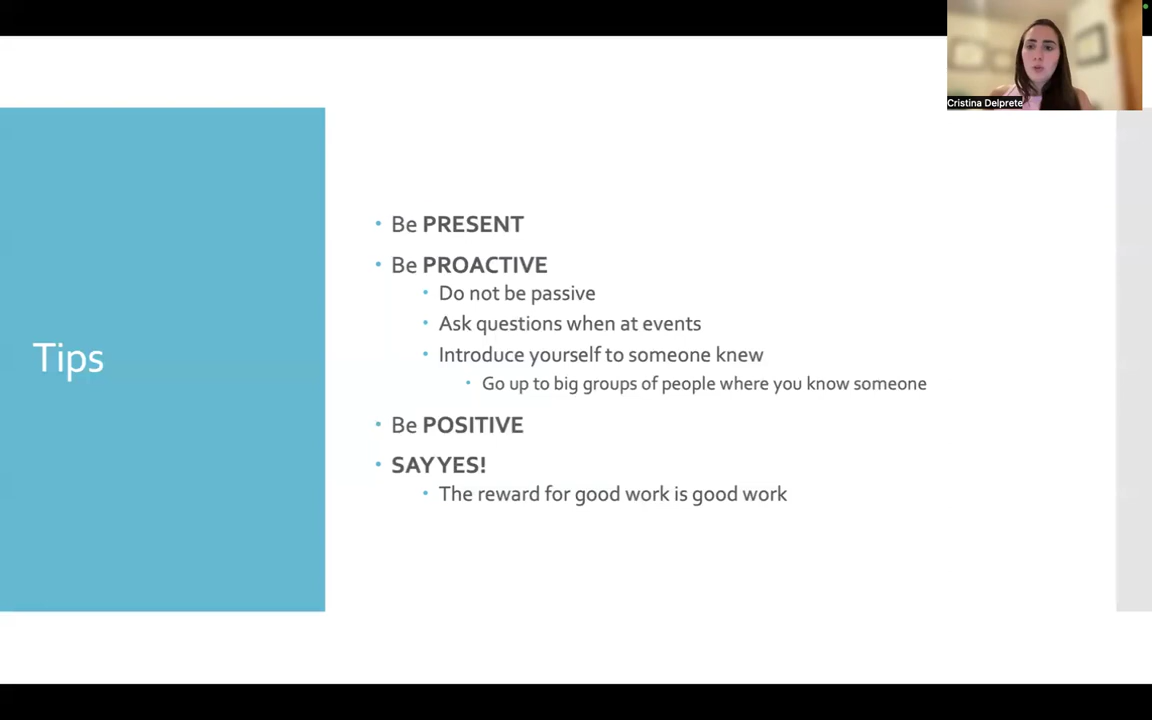 Cristina Delprete
Tips
Be PRESENT
Be PROACTIVE
Do not be passive
Ask questions when at events
Introduce yourself to someone knew
Go up to big groups of people where you know someone
Be POSITIVE
SAY YES!
The reward for good work is good work